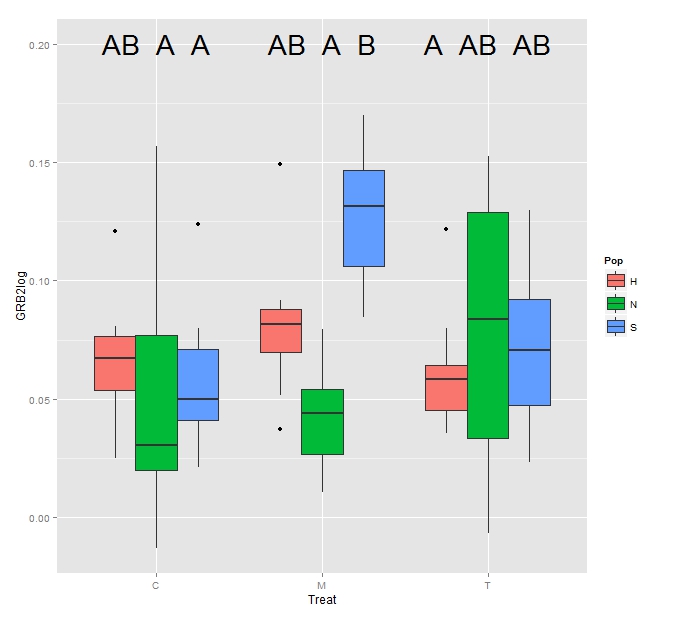 AB A A AB A B A AB AB
0.20
0.15
0.10
0.05
0.00
GRB2log
C M T
Treat
Pop
H
N
S